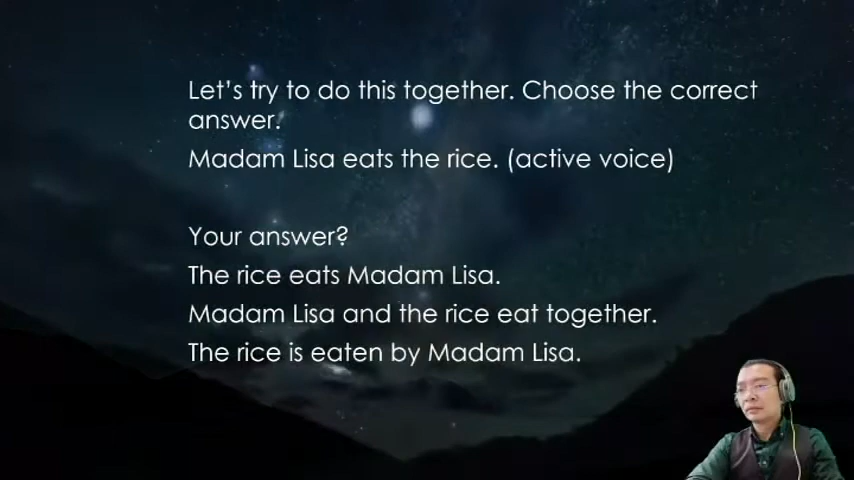 Let's try to do this together. Choose the correct
answer.
Madam Lisa eats the rice. (active voice)
Your answer?
The rice eats Madam Lisa.
Madam Lisa and the rice eat together.
The rice is eaten by Madam Lisa.